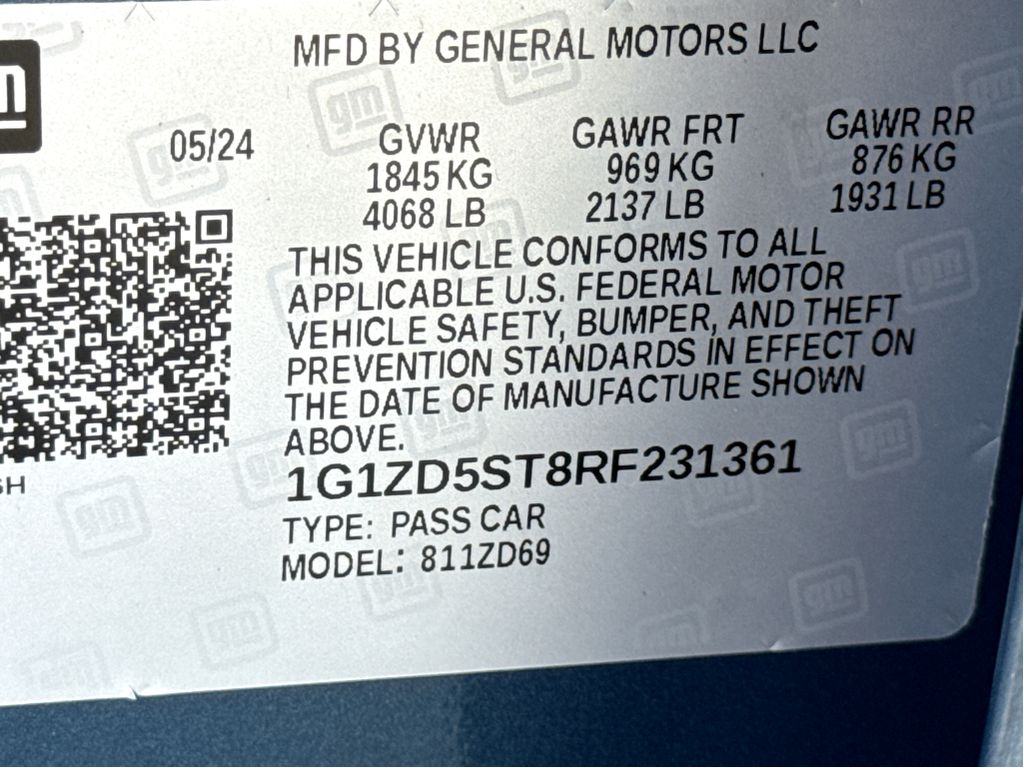 MFD BY GENERAL MOTORS LLC
05/24
GVWR GAWR FRT GAWR RR
1845 KG 969 KG 876 KG
4068 LB 2137 LB 1931 LB
THIS VEHICLE CONFORMS TO ALL
APPLICABLE U.S. FEDERAL MOTOR
VEHICLE SAFETY, BUMPER, AND THEFT
PREVENTION STANDARDS IN EFFECT ON
THE DATE OF MANUFACTURE SHOWN
ABOVE.
1G1ZD5ST8RF231361
TYPE: PASS CAR
MODEL: 811ZD69
gm